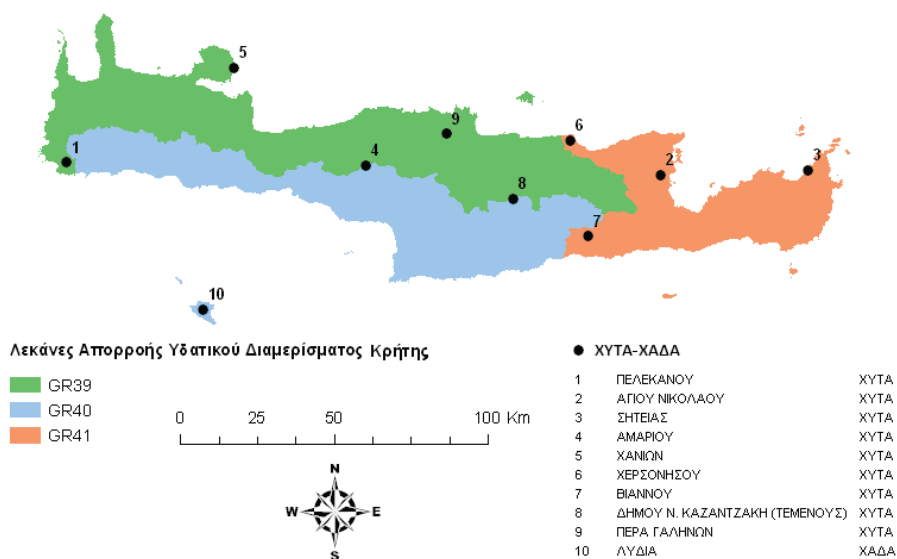 5
9
6
1
4
2
3
8
7
10
Λεκάνες Απορροής Υδατικού Διαμερίσματος Κρήτης
GR39
GR40
GR41
0 25 50 100 Km
N
W E
S
ΧΥΤΑ-ΧΑΔΑ
1 ΠΕΛΕΚΑΝΟΥ ΧΥΤΑ
2 ΑΓΙΟΥ ΝΙΚΟΛΑΟΥ ΧΥΤΑ
3 ΣΗΤΕΙΑΣ ΧΥΤΑ
4 ΑΜΑΡΙΟΥ ΧΥΤΑ
5 ΧΑΝΙΩΝ ΧΥΤΑ
6 ΧΕΡΣΟΝΗΣΟΥ ΧΥΤΑ
7 ΒΙΑΝΝΟΥ ΧΥΤΑ
8 ΔΗΜΟΥ Ν. ΚΑΖΑΝΤΖΑΚΗ (ΤΕΜΕΝΟΥΣ) ΧΥΤΑ
9 ΠΕΡΑ ΓΑΛΗΝΩΝ ΧΥΤΑ
10 ΛΥΔΙΑ ΧΑΔΑ